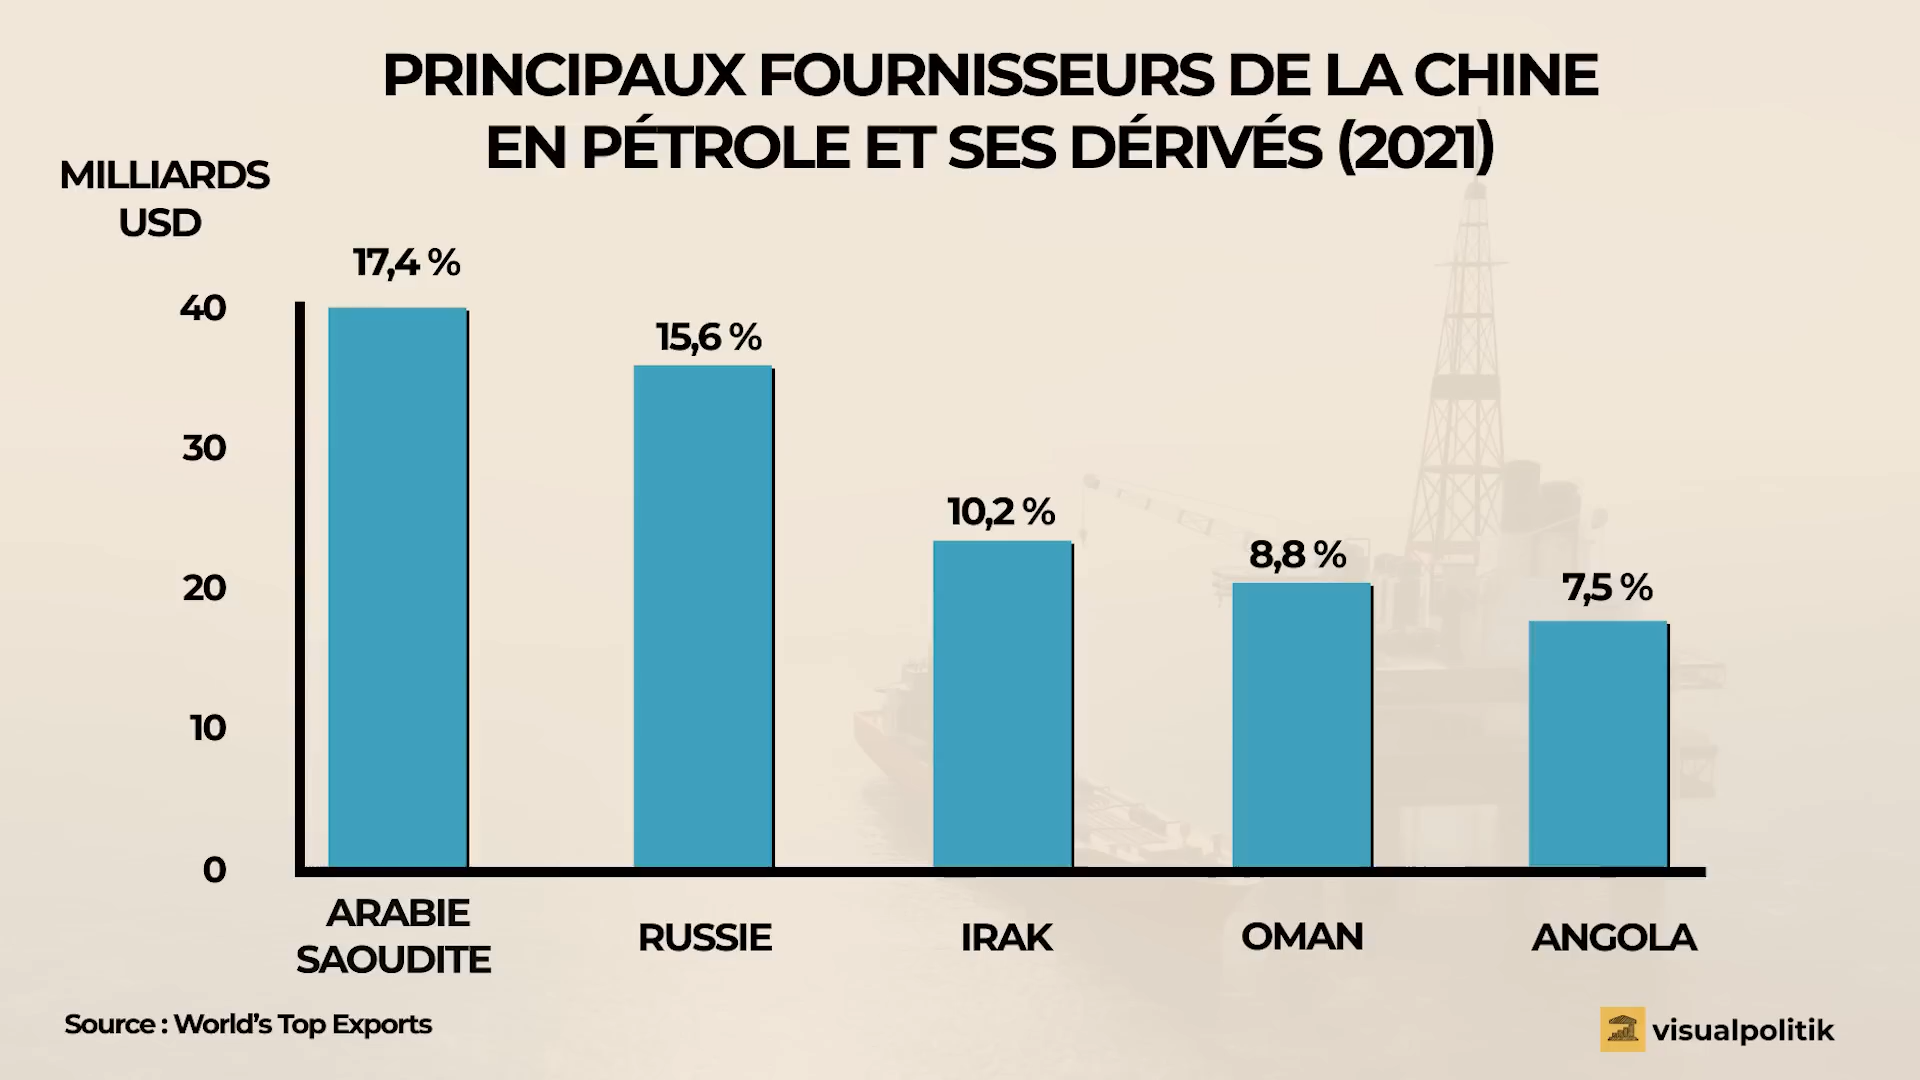 PRINCIPAUX FOURNISSEURS DE LA CHINE
EN PÉTROLE ET SES DÉRIVÉS (2021)
MILLIARDS
USD
17,4 %
40
15,6 %
30
10,2 %
8,8 %
20
7,5 %
10
0
ARABIE
SAOUDITE
RUSSIE
IRAK
OMAN
ANGOLA
Source : World's Top Exports
visualpolitik